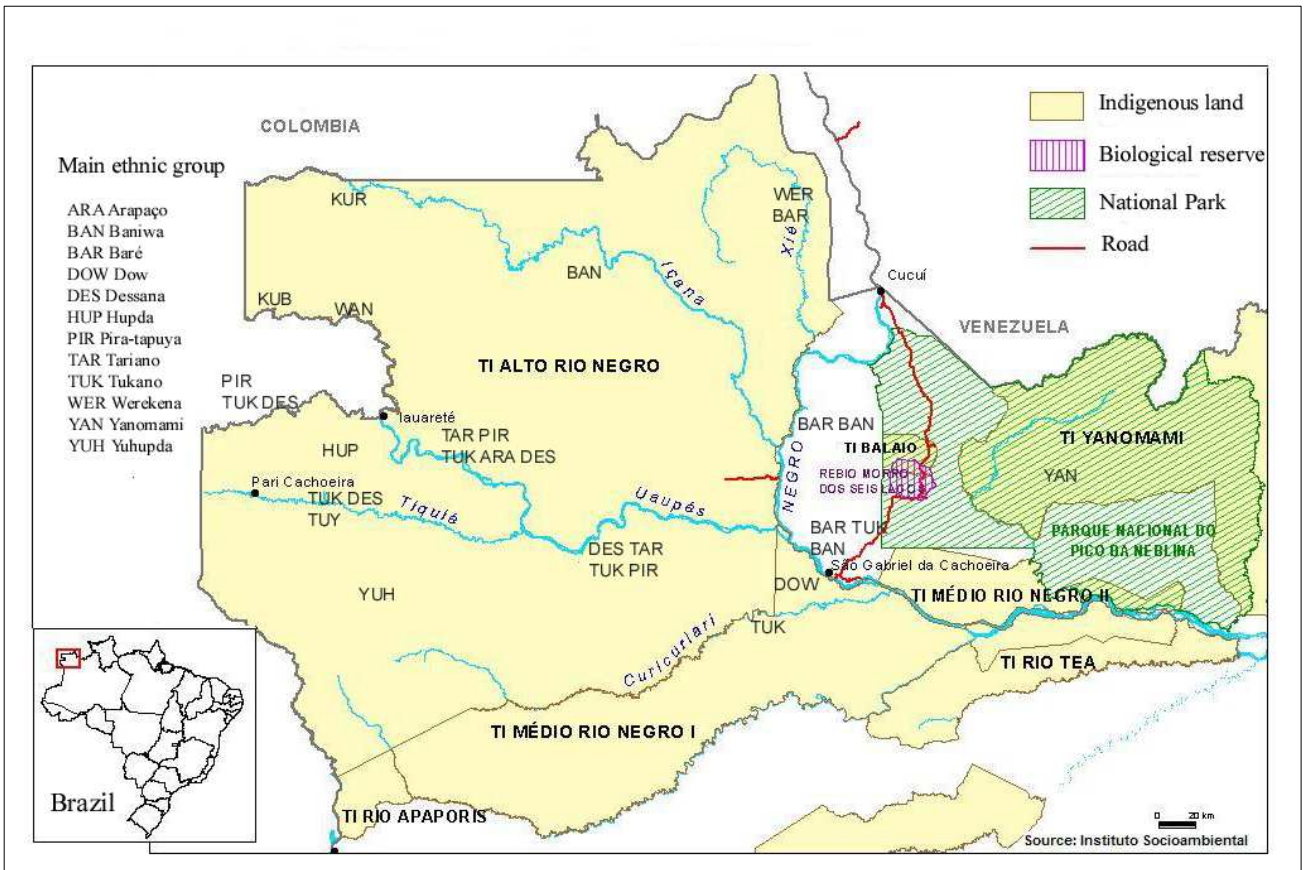 COLOMBIA
Indigenous land
Biological reserve
National Park
Road
Main ethnic group
ARA Arapaço
BAN Baniwa
BAR Baré
DOW Dow
DES Dessana
HUP Hupda
PIR Pira-tapuya
TAR Tariano
TUK Tukano
WER Werekena
YAN Yanomami
YUH Yuhupda
KUR
WER
BAR
Xié
Içana
BAN
KUB
WAN
Cucuí
VENEZUELA
TI ALTO RIO NEGRO
PIR
TUK DES
Iauareté
TAR PIR
TUK ARA DES
HUP
BAR BAN
TI BALAIO
TI YANOMAMI
REBIO MORRO
DOS SEIS LAGOS
YAN
NEGRO
Pari Cachoeira
TUK DES
TUY
Tiquié
Uaupés
BAR TUK
BAN
PARQUE NACIONAL DO
PICO DA NEBLINA
DES TAR
TUK PIR
São Gabriel da Cachoeira
DOW
TI MÉDIO RIO NEGRO II
YUH
TUK
Curicuriari
TI RIO TEA
TI MÉDIO RIO NEGRO I
TI RIO APAPORIS
Brazil
0 20 km
Source: Instituto Socioambiental